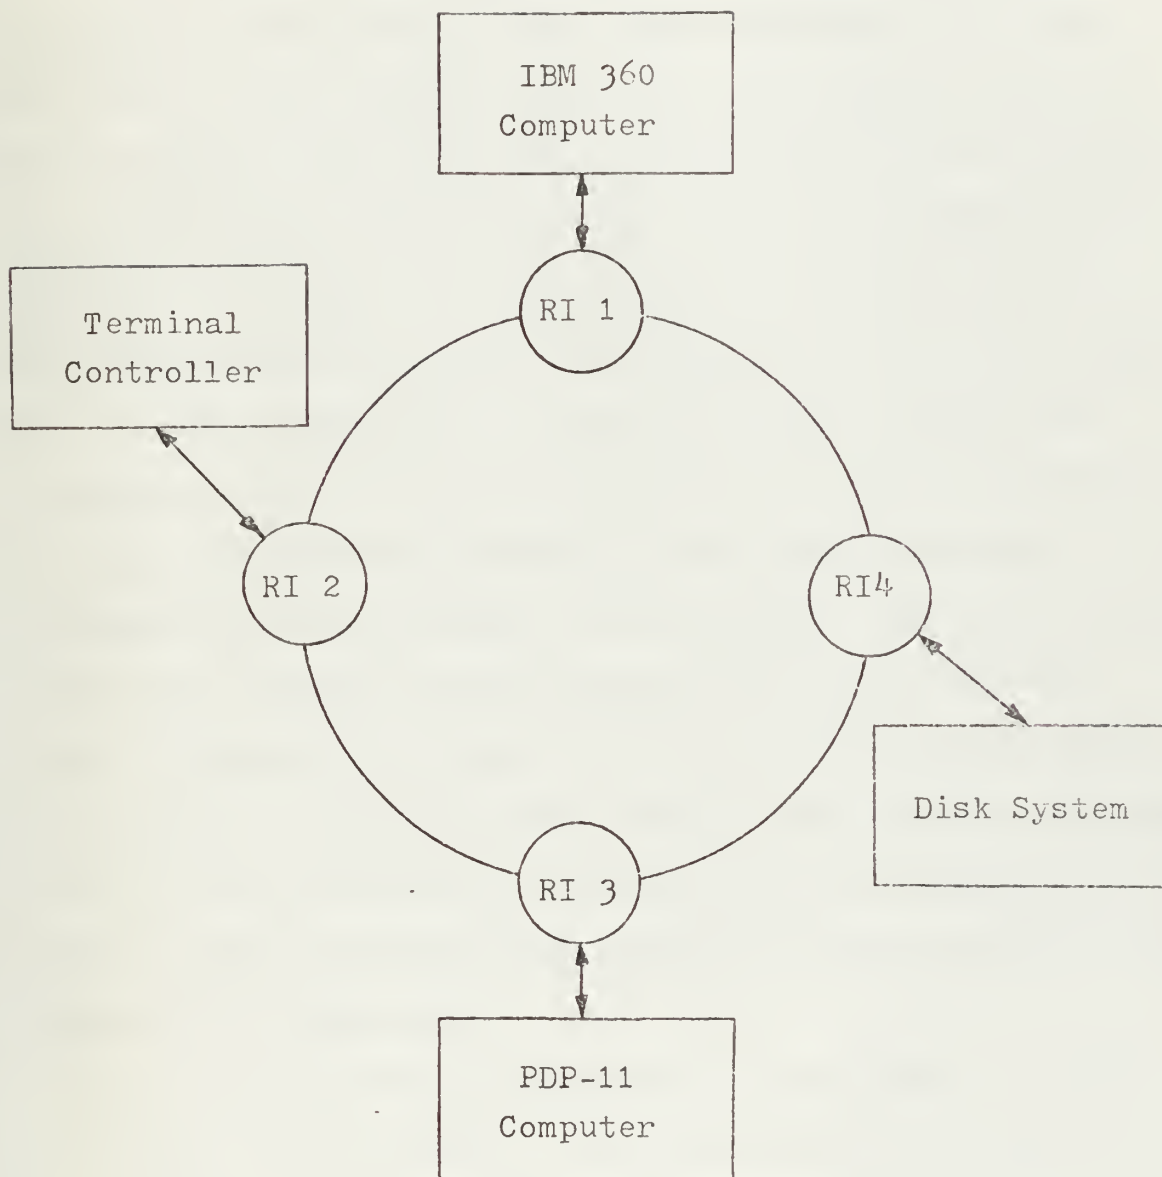 IBM 360
Computer
RI 1
Terminal
Controller
RI 2
RI4
Disk System
RI 3
PDP-11
Computer